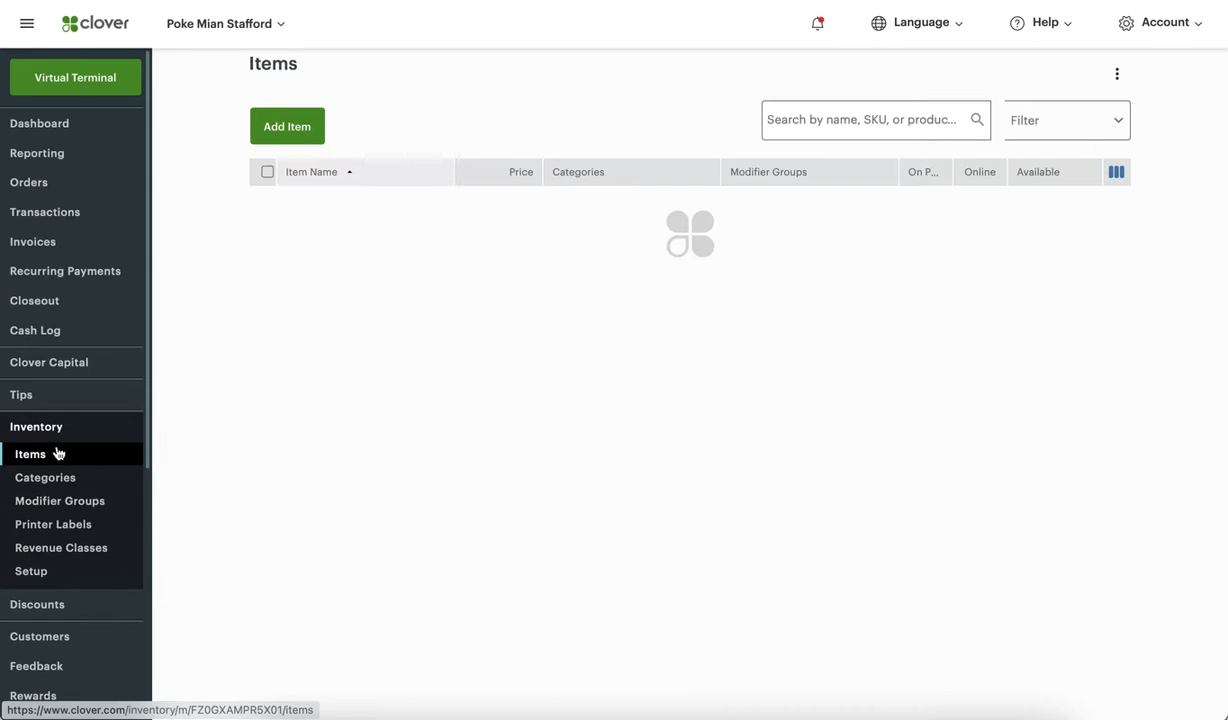 clover
Poke Mian Stafford
Language
Help
Account
Virtual Terminal
Dashboard
Reporting
Orders
Transactions
Invoices
Recurring Payments
Closeout
Cash Log
Clover Capital
Tips
Inventory
Items
Categories
Modifier Groups
Printer Labels
Revenue Classes
Setup
Discounts
Customers
Feedback
Rewards
https://www.clover.com/inventory/m/FZ0GXAMPR5X01/items
Items
Add Item
Search by name, SKU, or produc...
Filter
Item Name
Price
Categories
Modifier Groups
On P...
Online
Available